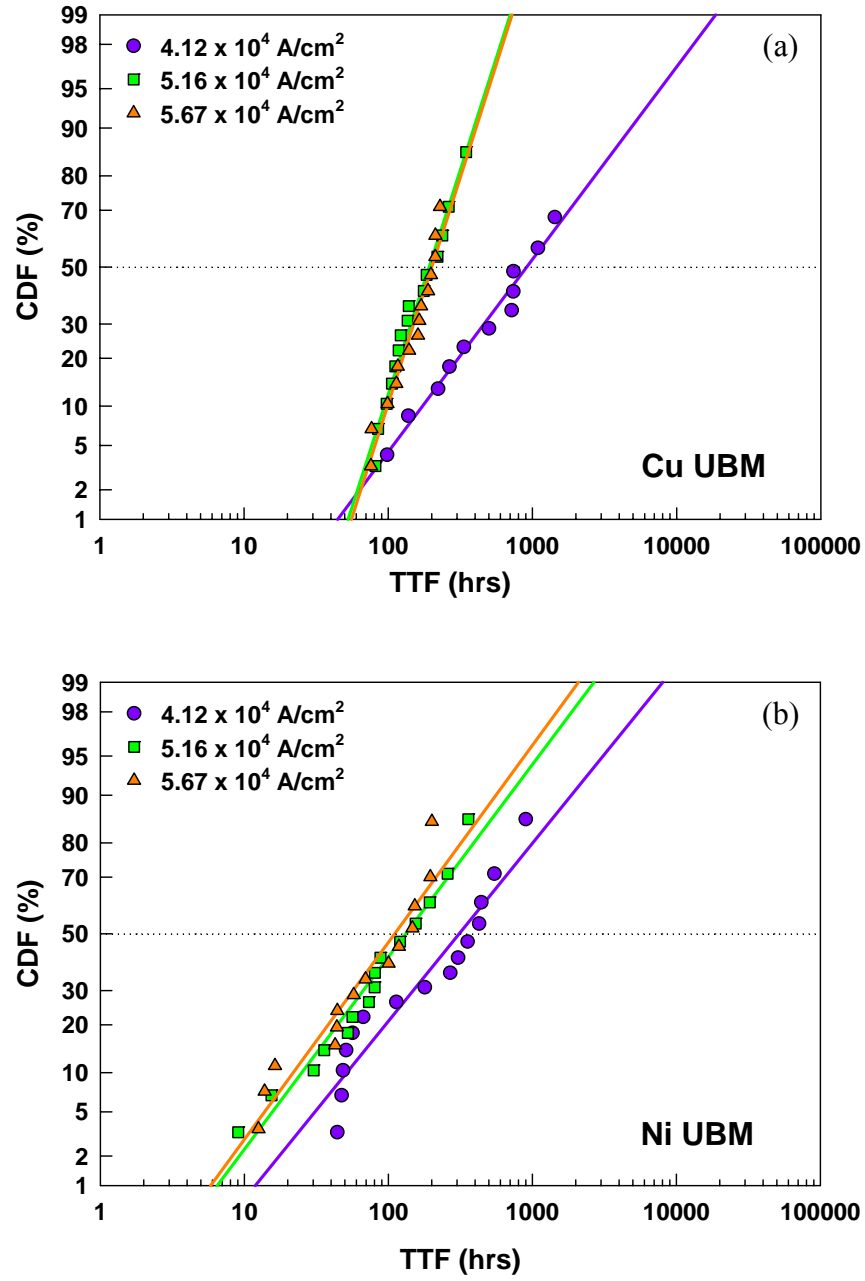 99
98
95
90
80
70
50
30
20
10
5
2
1
CDF (%)
4.12 x 10⁴ A/cm²
5.16 x 10⁴ A/cm²
5.67 x 10⁴ A/cm²
(a)
Cu UBM
1 10 100 1000 10000 100000
TTF (hrs)
99
98
95
90
80
70
50
30
20
10
5
2
1
CDF (%)
4.12 x 10⁴ A/cm²
5.16 x 10⁴ A/cm²
5.67 x 10⁴ A/cm²
(b)
Ni UBM
1 10 100 1000 10000 100000
TTF (hrs)